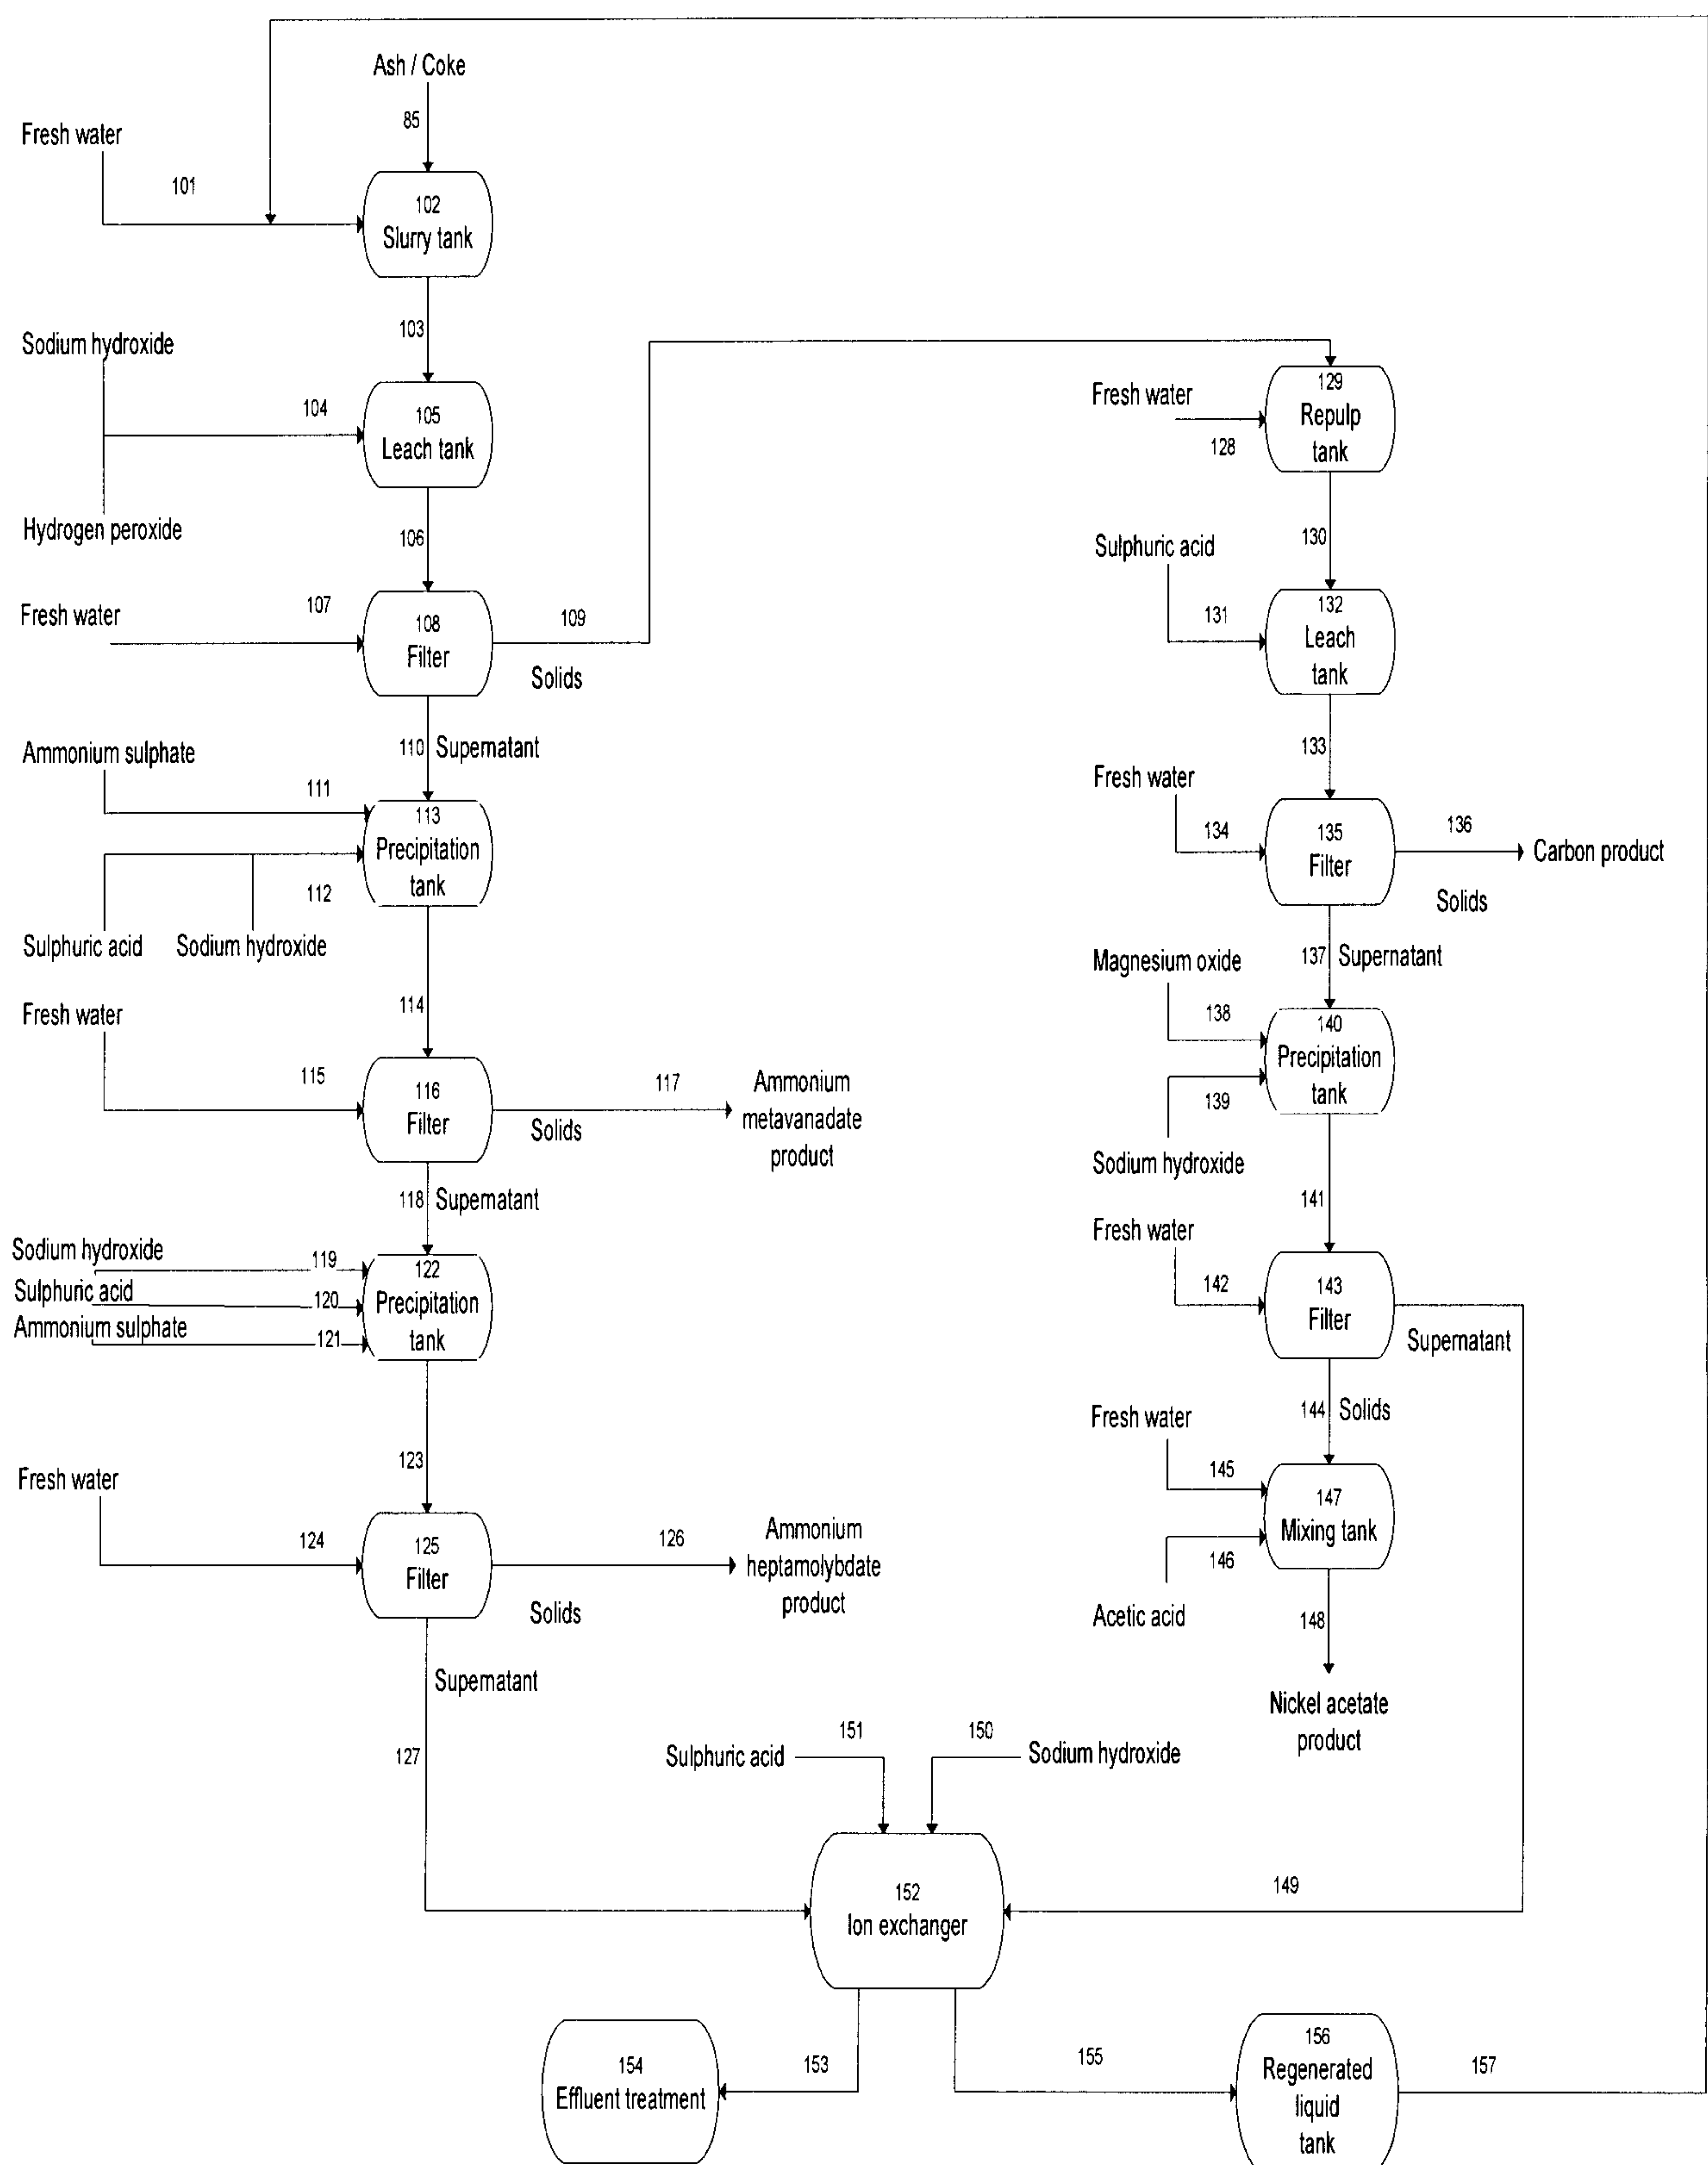 Ash / Coke
85
Fresh water
101
102
Slurry tank
103
Sodium hydroxide
104
105
Leach tank
Hydrogen peroxide
106
Fresh water
107
108
Filter
109
Solids
110 Supernatant
Ammonium sulphate
111
113
Precipitation
tank
112
Sulphuric acid
Sodium hydroxide
114
Fresh water
115
116
Filter
117
Solids
Ammonium
metavanadate
product
118 Supernatant
Sodium hydroxide
119
Sulphuric acid
120
Ammonium sulphate
121
122
Precipitation
tank
123
Fresh water
124
125
Filter
126
Solids
Ammonium
heptamolybdate
product
Supernatant
127
Fresh water
128
129
Repulp
tank
130
Sulphuric acid
131
132
Leach
tank
133
Fresh water
134
135
Filter
136
Carbon product
Solids
137 Supernatant
Magnesium oxide
138
140
Precipitation
tank
139
Sodium hydroxide
141
Fresh water
142
143
Filter
Supernatant
144 Solids
Fresh water
145
147
Mixing tank
146
Acetic acid
148
Nickel acetate
product
151
Sulphuric acid
150
Sodium hydroxide
149
152
Ion exchanger
153
154
Effluent treatment
155
156
Regenerated
liquid
tank
157